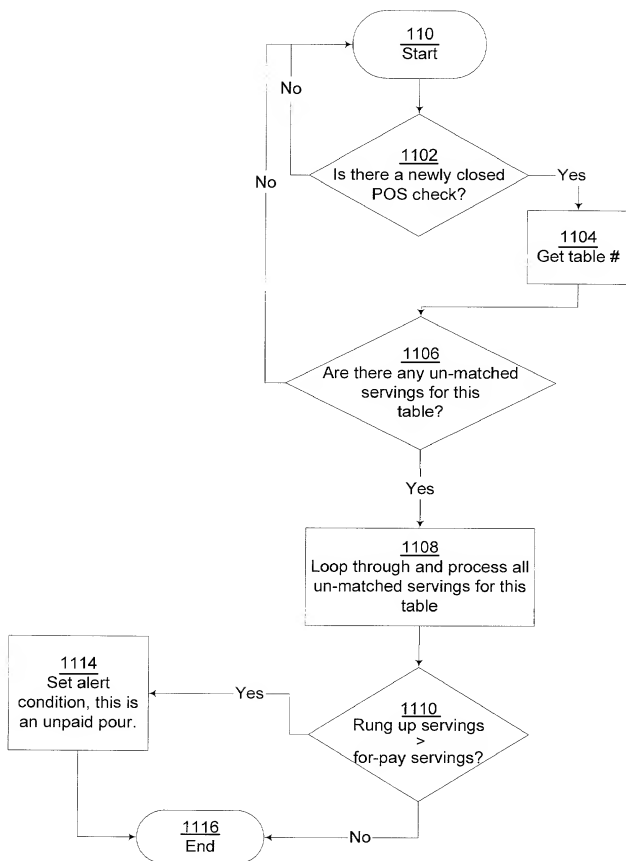 110
Start
No
1102
Is there a newly closed
POS check?
Yes
No
1104
Get table #
1106
Are there any un-matched
servings for this
table?
Yes
1108
Loop through and process all
un-matched servings for this
table
1114
Set alert
condition, this is
an unpaid pour.
Yes
1110
Rung up servings
>
for-pay servings?
1116
End
No